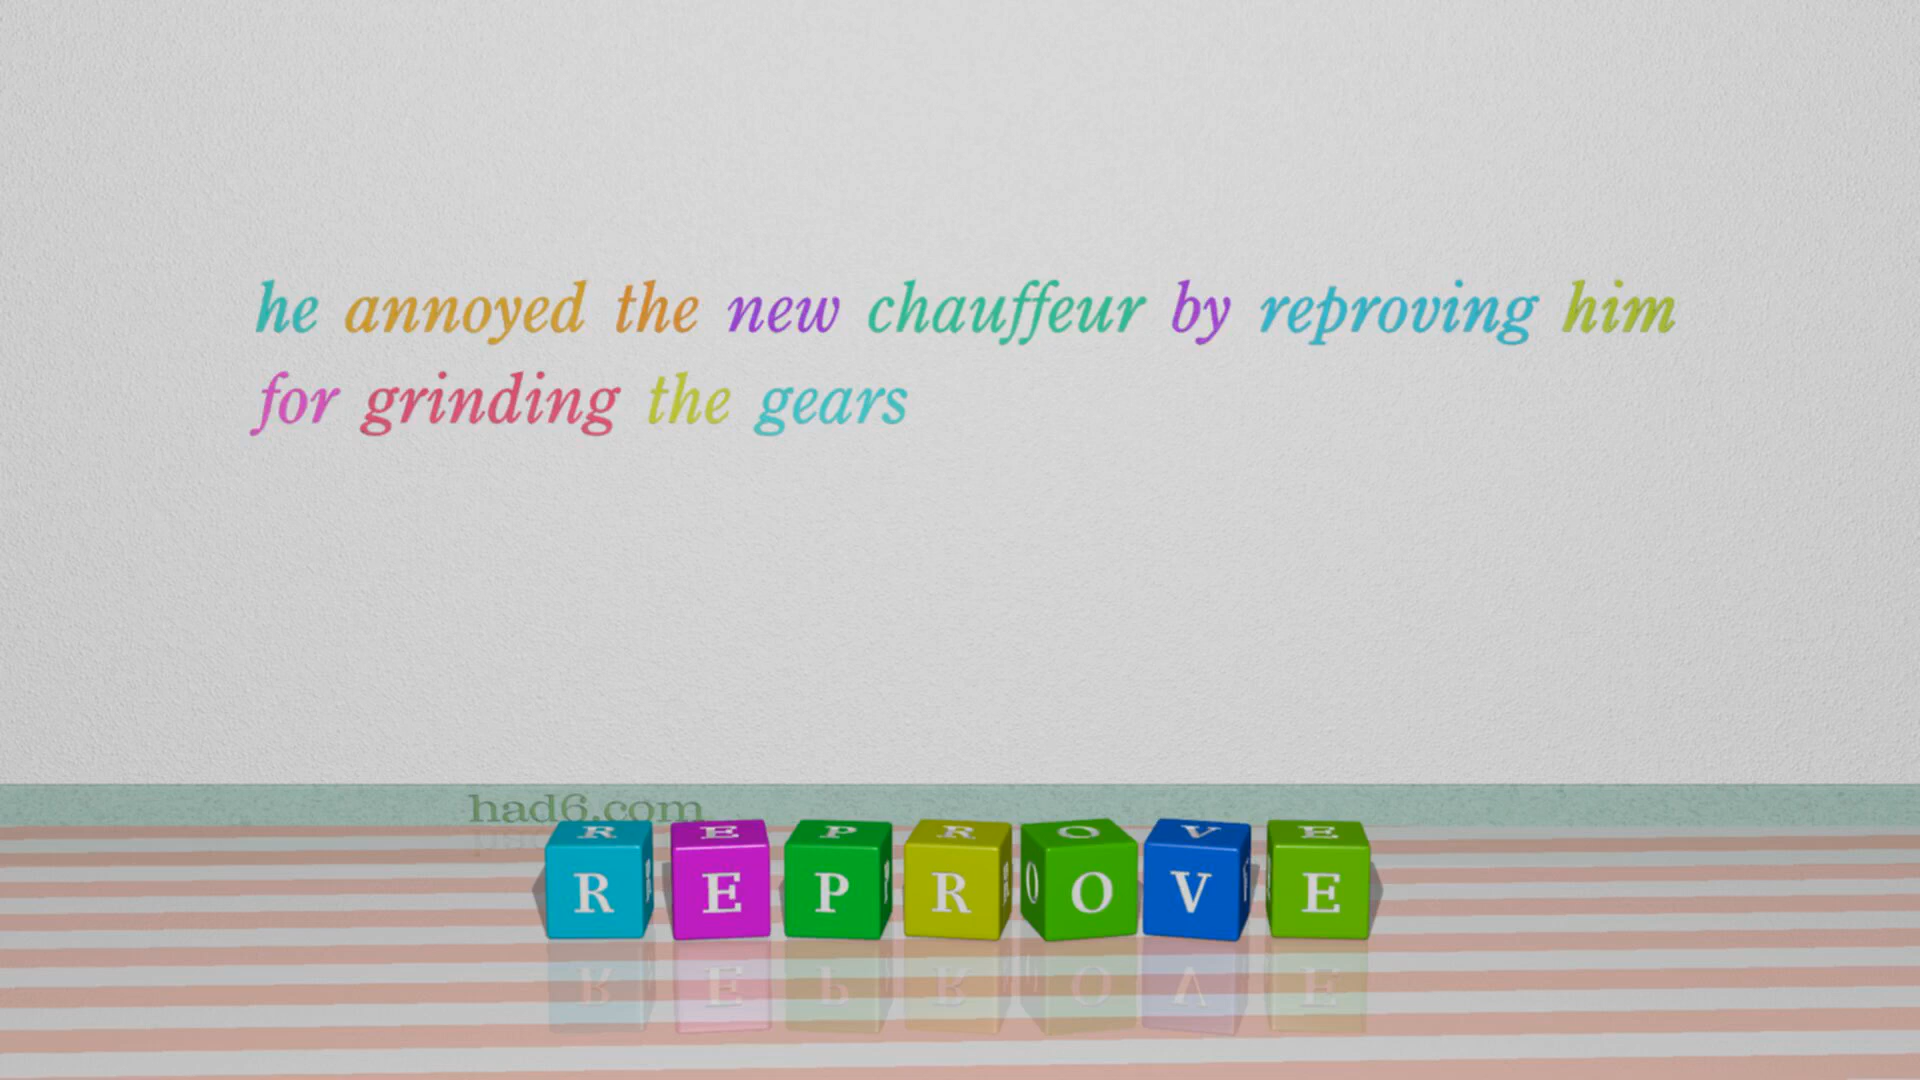 he annoyed the new chauffeur by reproving him
for grinding the gears
had6.com
REPROVE